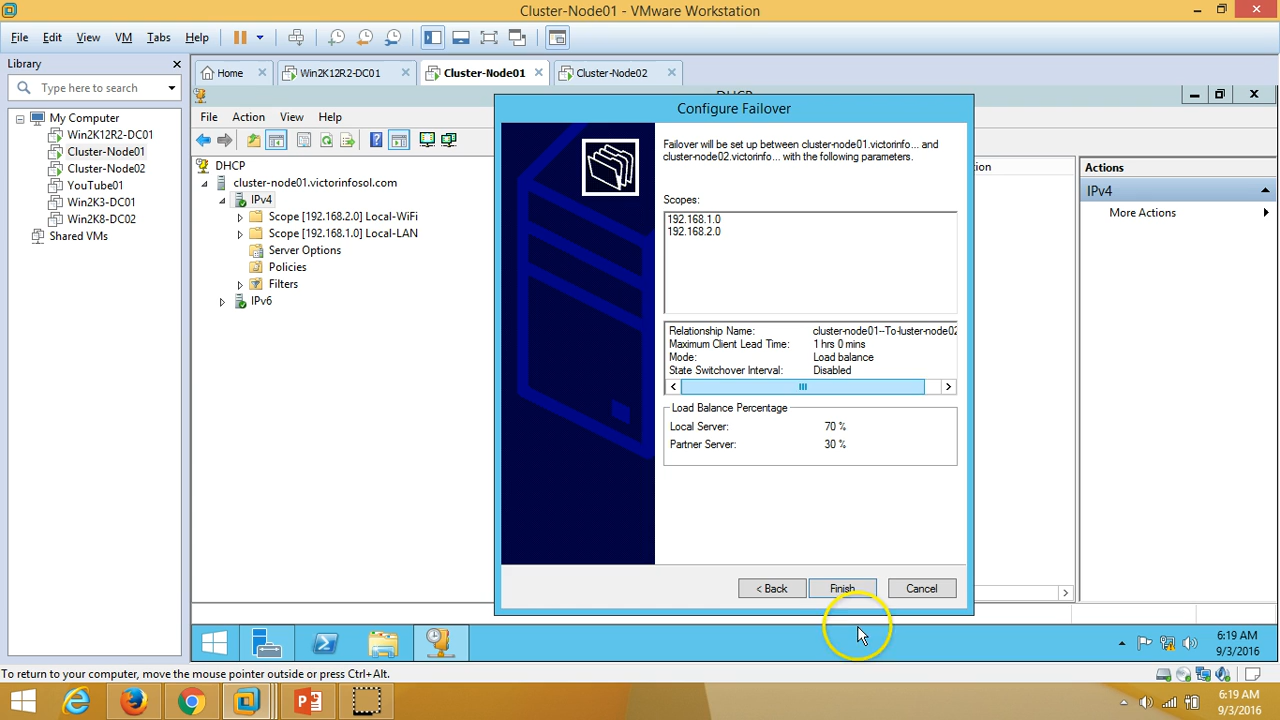 Cluster-Node01 - VMware Workstation
File Edit View VM Tabs Help
Library
Type here to search
My Computer
Win2K12R2-DC01
Cluster-Node01
Cluster-Node02
YouTube01
Win2K3-DC01
Win2K8-DC02
Shared VMs
Home Win2K12R2-DC01 Cluster-Node01 Cluster-Node02
File Action View Help
DHCP
cluster-node01.victorinfosol.com
IPv4
Scope [192.168.2.0] Local-WiFi
Scope [192.168.1.0] Local-LAN
Server Options
Policies
Filters
IPv6
Configure Failover
Failover will be set up between cluster-node01.victorinfo... and
cluster-node02.victorinfo... with the following parameters.
Scopes:
192.168.1.0
192.168.2.0
Relationship Name: cluster-node01--To-luster-node02
Maximum Client Lead Time: 1 hrs 0 mins
Mode: Load balance
State Switchover Interval: Disabled
Load Balance Percentage
Local Server: 70 %
Partner Server: 30 %
< Back Finish Cancel
Actions
IPv4
More Actions
6:19 AM
9/3/2016
To return to your computer, move the mouse pointer outside or press Ctrl+Alt.
6:19 AM
9/3/2016